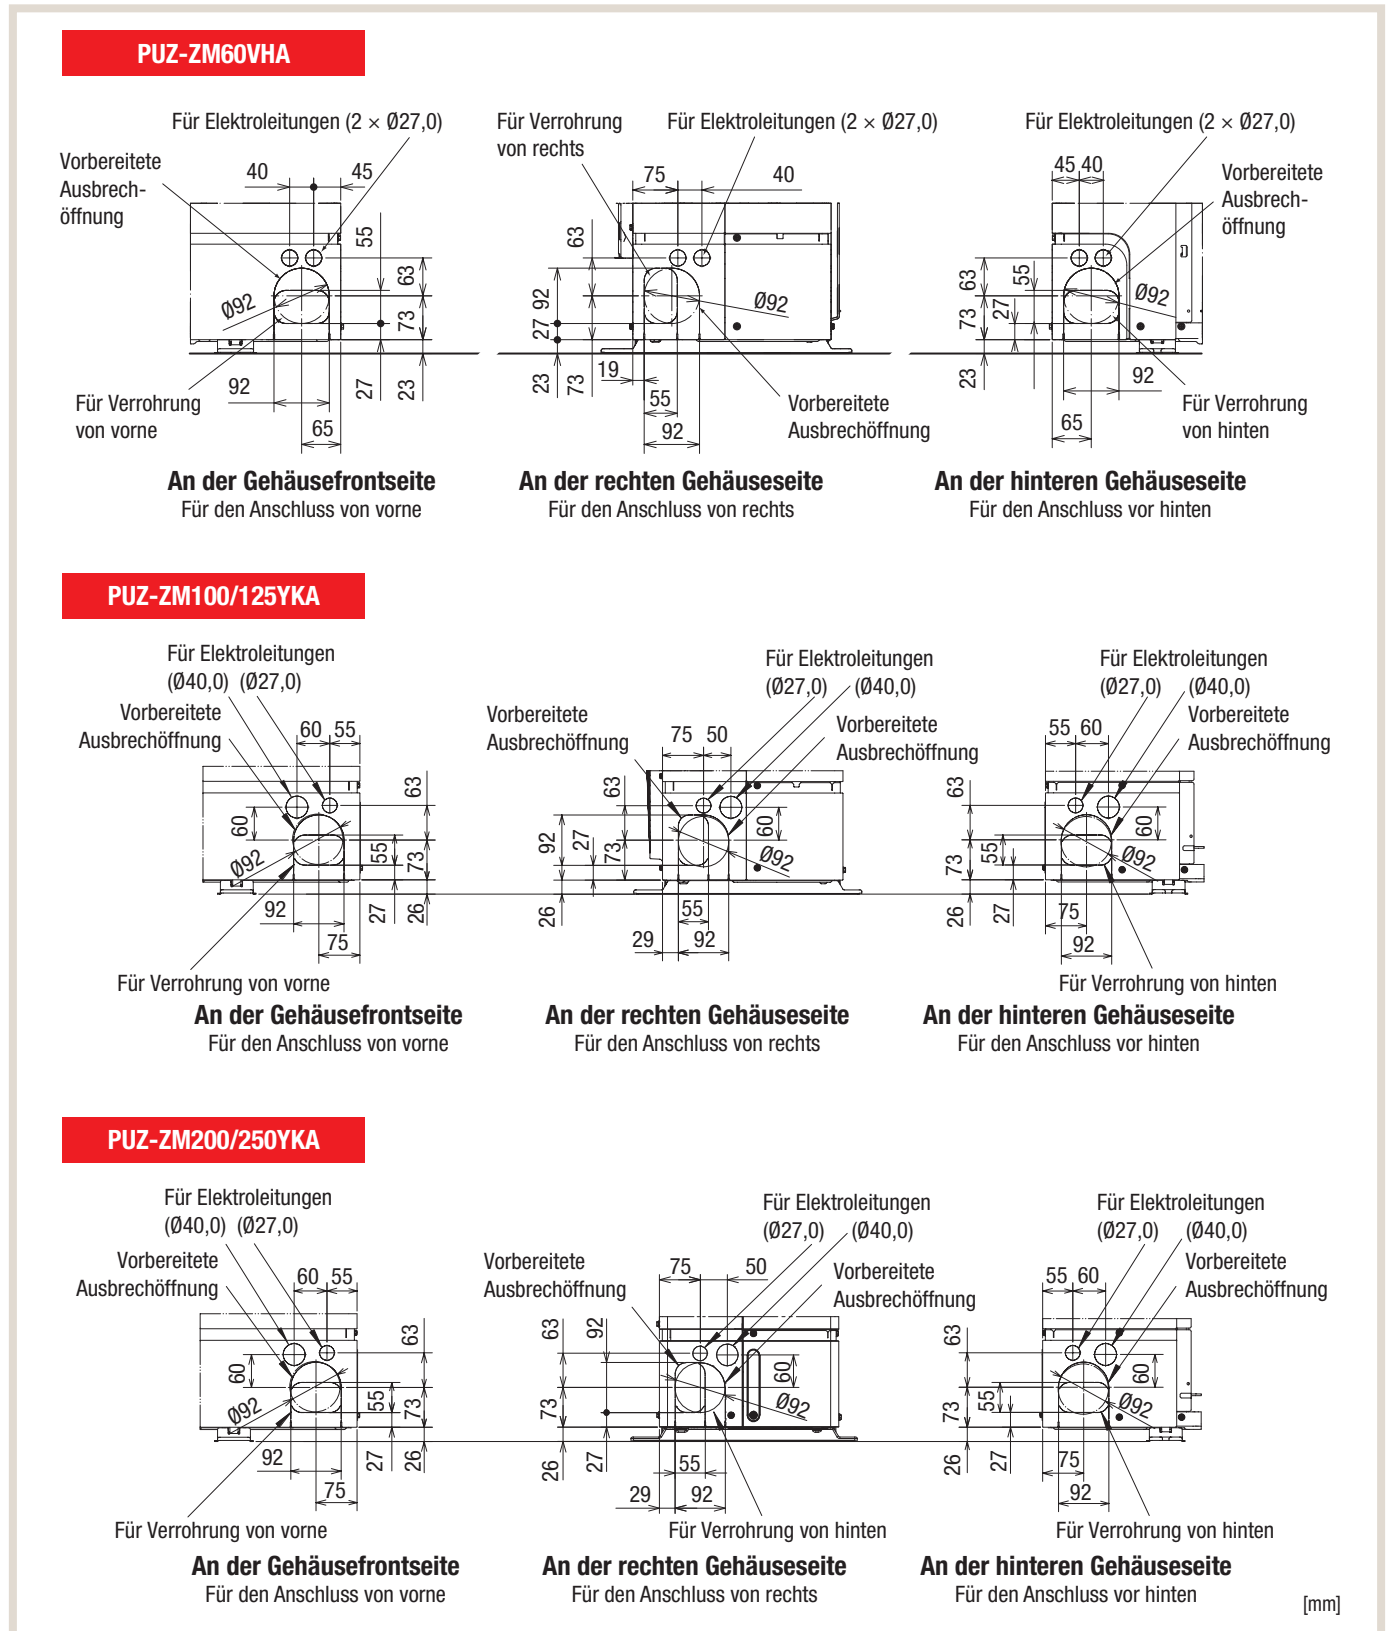 PUZ-ZM60VHA
Für Elektroleitungen (2 × Ø27,0)
Vorbereitete
Ausbrech-
öffnung
40
45
55
63
Ø92
73
92
27
23
65
Für Verrohrung
von vorne
An der Gehäusefrontseite
Für den Anschluss von vorne
Für Verrohrung
von rechts
Für Elektroleitungen (2 × Ø27,0)
75
40
63
92
Ø92
27
23
73
19
55
92
Vorbereitete
Ausbrechöffnung
An der rechten Gehäuseseite
Für den Anschluss von rechts
Für Elektroleitungen (2 × Ø27,0)
45
40
Vorbereitete
Ausbrech-
öffnung
63
55
27
Ø92
73
23
92
65
Für Verrohrung
von hinten
An der hinteren Gehäuseseite
Für den Anschluss vor hinten
PUZ-ZM100/125YKA
Für Elektroleitungen
(Ø40,0) (Ø27,0)
Vorbereitete
Ausbrechöffnung
60
55
63
60
Ø92
55
73
92
27
26
75
Für Verrohrung von vorne
An der Gehäusefrontseite
Für den Anschluss von vorne
Für Elektroleitungen
(Ø27,0) (Ø40,0)
Vorbereitete
Ausbrechöffnung
75
50
Vorbereitete
Ausbrechöffnung
63
92
27
73
60
Ø92
26
55
29
92
An der rechten Gehäuseseite
Für den Anschluss von rechts
Für Elektroleitungen
(Ø27,0) (Ø40,0)
Vorbereitete
Ausbrechöffnung
55
60
63
60
55
Ø92
73
26
27
75
92
Für Verrohrung von hinten
An der hinteren Gehäuseseite
Für den Anschluss vor hinten
PUZ-ZM200/250YKA
Für Elektroleitungen
(Ø40,0) (Ø27,0)
Vorbereitete
Ausbrechöffnung
60
55
63
60
Ø92
55
73
92
27
26
75
Für Verrohrung von vorne
An der Gehäusefrontseite
Für den Anschluss von vorne
Für Elektroleitungen
(Ø27,0) (Ø40,0)
Vorbereitete
Ausbrechöffnung
75
50
Vorbereitete
Ausbrechöffnung
63
92
60
Ø92
73
26
27
55
29
92
Für Verrohrung von hinten
An der rechten Gehäuseseite
Für den Anschluss von rechts
Für Elektroleitungen
(Ø27,0) (Ø40,0)
Vorbereitete
Ausbrechöffnung
55
60
63
60
55
Ø92
73
26
27
75
92
Für Verrohrung von hinten
An der hinteren Gehäuseseite
Für den Anschluss vor hinten
[mm]